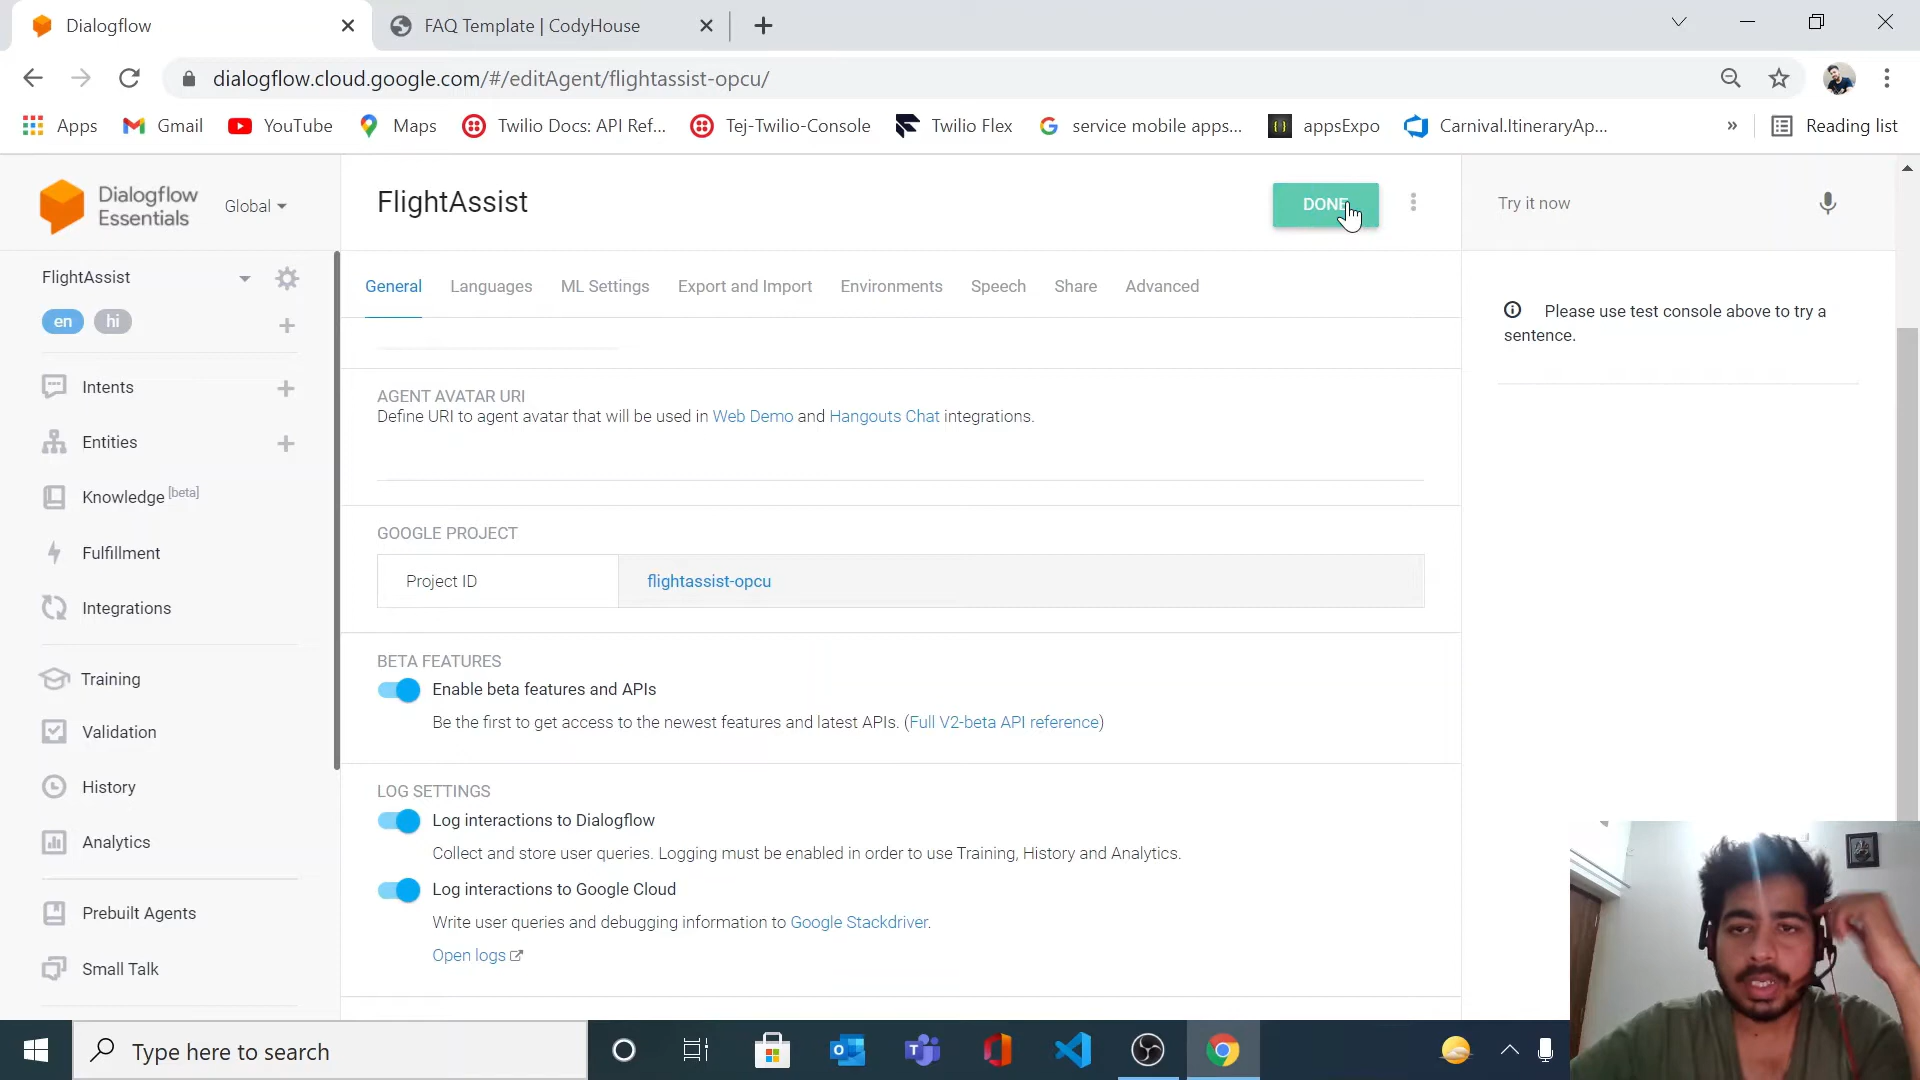 Dialogflow
FAQ Template | CodyHouse
dialogflow.cloud.google.com/#/editAgent/flightassist-opcu/
Apps
Gmail
YouTube
Maps
Twilio Docs: API Ref...
Tej-Twilio-Console
Twilio Flex
service mobile apps...
appsExpo
Carnival.ItineraryAp...
»
Reading list
Dialogflow
Essentials
Global
FlightAssist
DONE
Try it now
FlightAssist
en
hi
General
Languages
ML Settings
Export and Import
Environments
Speech
Share
Advanced
Please use test console above to try a
sentence.
Intents
Entities
Knowledge [beta]
Fulfillment
Integrations
Training
Validation
History
Analytics
Prebuilt Agents
Small Talk
AGENT AVATAR URI
Define URI to agent avatar that will be used in Web Demo and Hangouts Chat integrations.
GOOGLE PROJECT
Project ID
flightassist-opcu
BETA FEATURES
Enable beta features and APIs
Be the first to get access to the newest features and latest APIs. (Full V2-beta API reference)
LOG SETTINGS
Log interactions to Dialogflow
Collect and store user queries. Logging must be enabled in order to use Training, History and Analytics.
Log interactions to Google Cloud
Write user queries and debugging information to Google Stackdriver.
Open logs
Type here to search